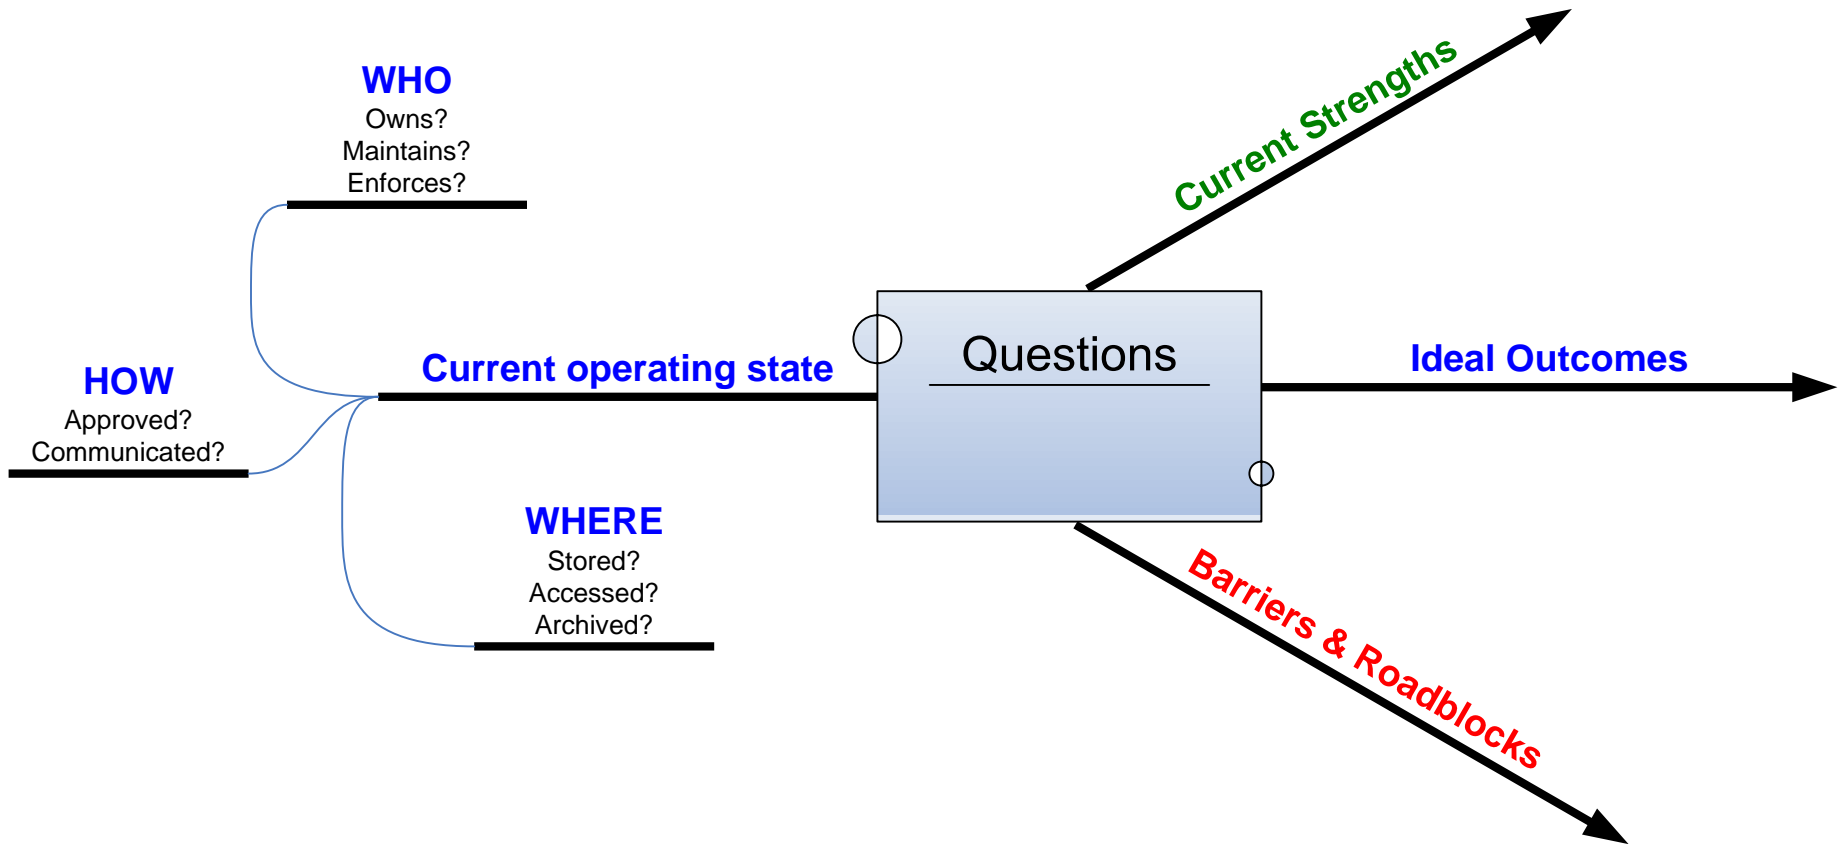 WHO
Owns?
Maintains?
Enforces?
HOW
Approved?
Communicated?
Current operating state
WHERE
Stored?
Accessed?
Archived?
Questions
Current Strengths
Ideal Outcomes
Barriers & Roadblocks